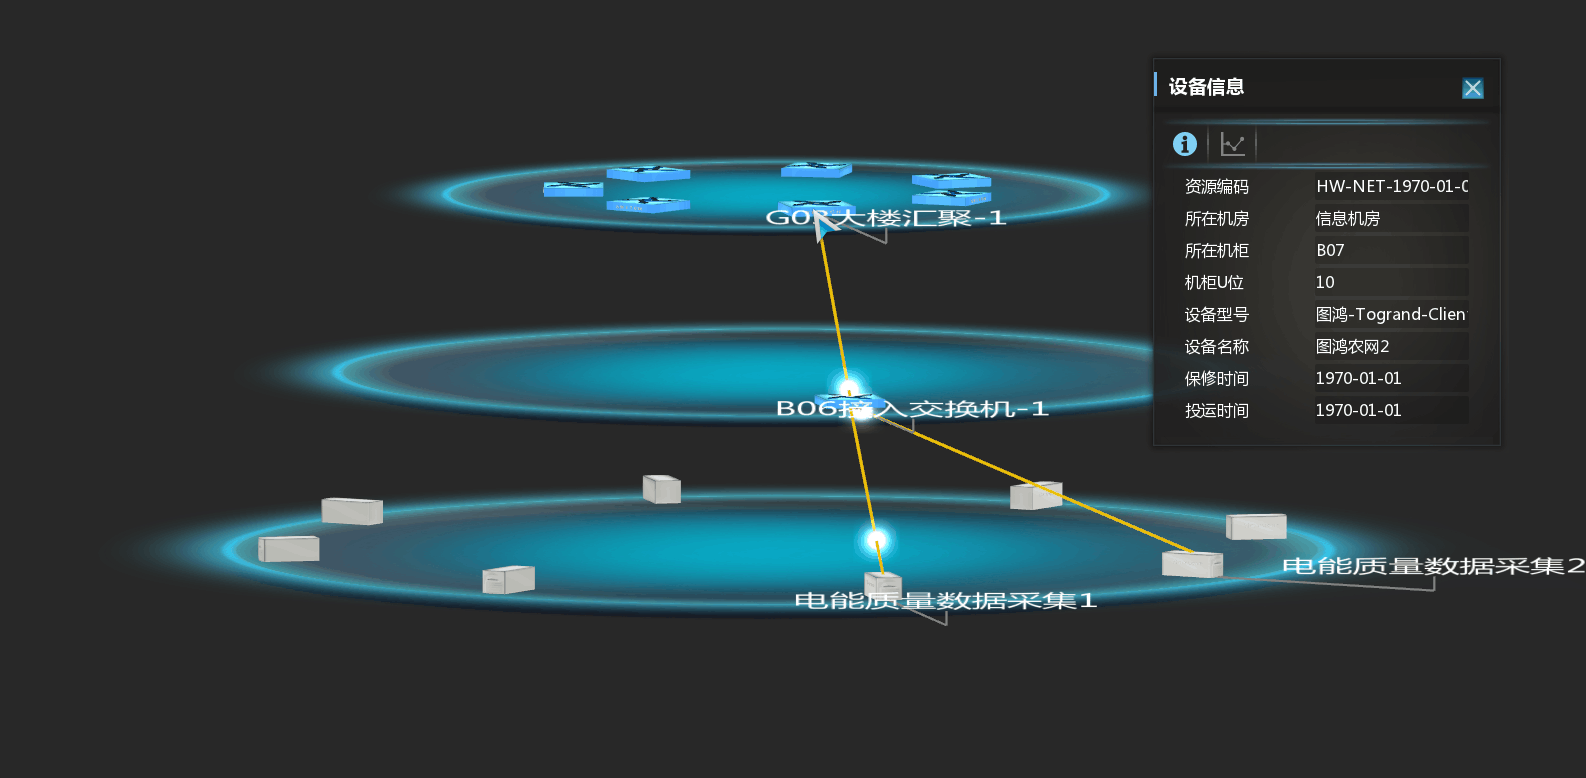 设备信息
资源编码 HW-NET-1970-01-0
所在机房 信息机房
所在机柜 B07
机柜U位 10
设备型号 图鸿-Togrand-Clien
设备名称 图鸿农网2
保修时间 1970-01-01
投运时间 1970-01-01
大楼汇聚-1
B06接入交换机-1
电能质量数据采集2
电能质量数据采集1